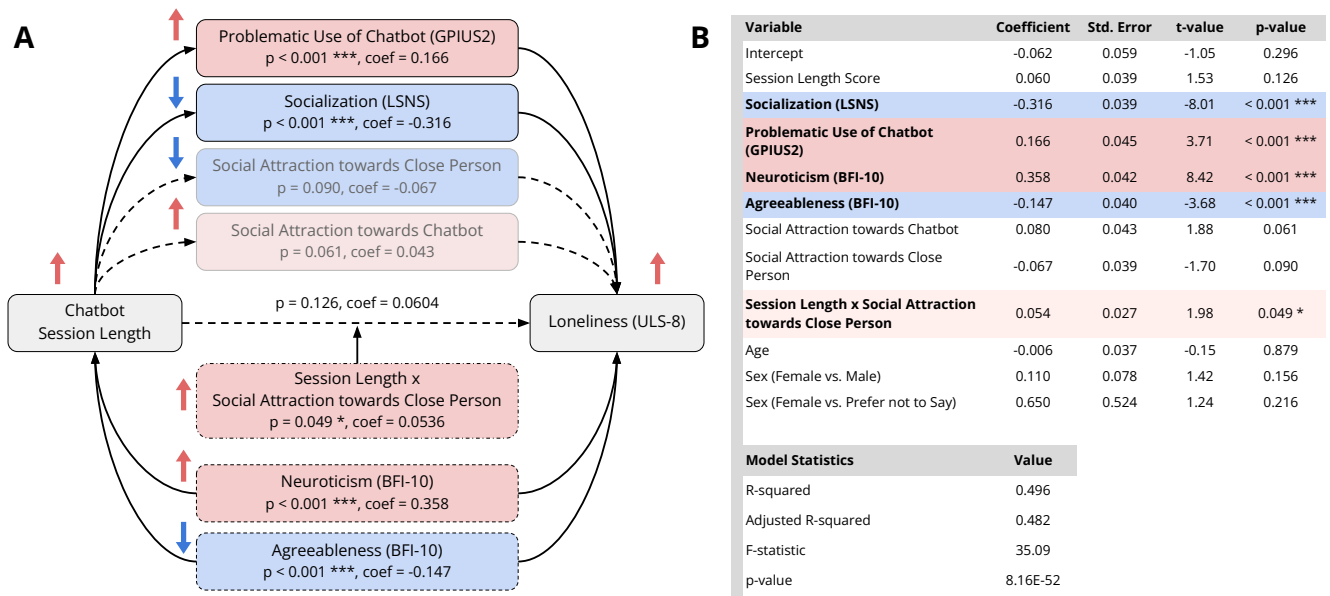 A
Problematic Use of Chatbot (GPIUS2)
p < 0.001 ***, coef = 0.166
Socialization (LSNS)
p < 0.001 ***, coef = -0.316
Social Attraction towards Close Person
p = 0.090, coef = -0.067
Social Attraction towards Chatbot
p = 0.061, coef = 0.043
Chatbot
Session Length
p = 0.126, coef = 0.0604
Loneliness (ULS-8)
Session Length x
Social Attraction towards Close Person
p = 0.049 *, coef = 0.0536
Neuroticism (BFI-10)
p < 0.001 ***, coef = 0.358
Agreeableness (BFI-10)
p < 0.001 ***, coef = -0.147
B
Variable Coefficient Std. Error t-value p-value
Intercept -0.062 0.059 -1.05 0.296
Session Length Score 0.060 0.039 1.53 0.126
Socialization (LSNS) -0.316 0.039 -8.01 < 0.001 ***
Problematic Use of Chatbot
(GPIUS2) 0.166 0.045 3.71 < 0.001 ***
Neuroticism (BFI-10) 0.358 0.042 8.42 < 0.001 ***
Agreeableness (BFI-10) -0.147 0.040 -3.68 < 0.001 ***
Social Attraction towards Chatbot 0.080 0.043 1.88 0.061
Social Attraction towards Close
Person -0.067 0.039 -1.70 0.090
Session Length x Social Attraction
towards Close Person 0.054 0.027 1.98 0.049 *
Age -0.006 0.037 -0.15 0.879
Sex (Female vs. Male) 0.110 0.078 1.42 0.156
Sex (Female vs. Prefer not to Say) 0.650 0.524 1.24 0.216
Model Statistics Value
R-squared 0.496
Adjusted R-squared 0.482
F-statistic 35.09
p-value 8.16E-52